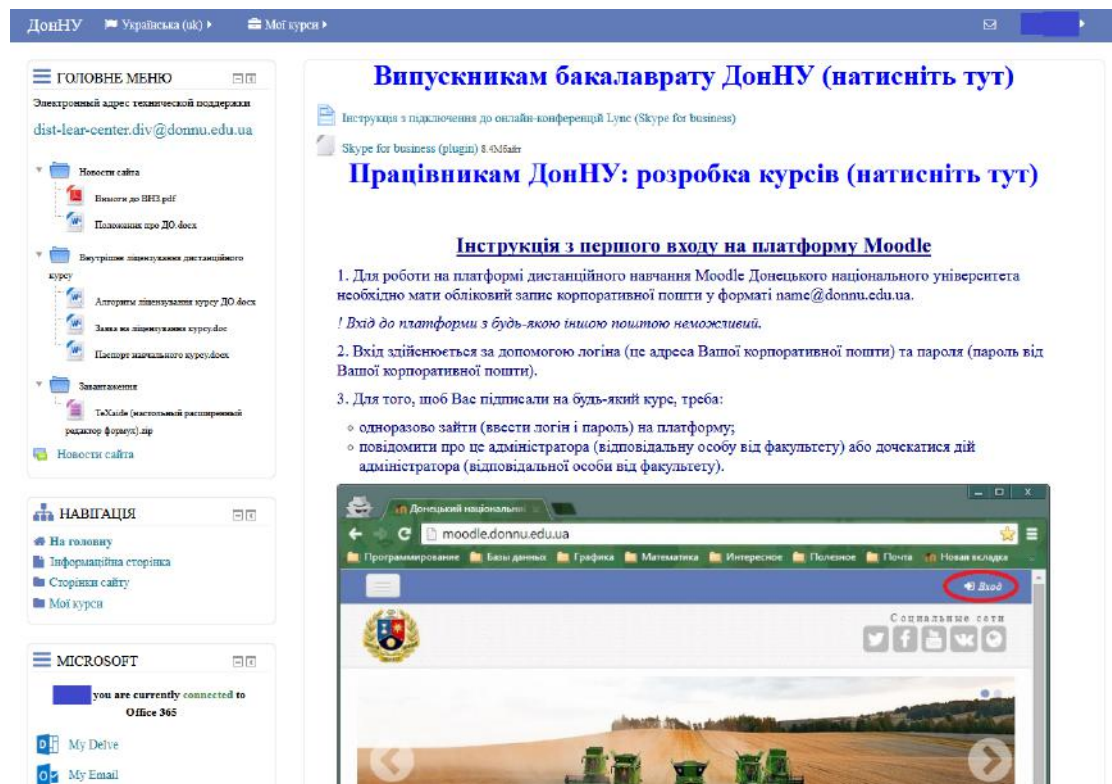 ДонНУ
Українська (uk)
Мої курси
ГОЛОВНЕ МЕНЮ
Электронный адрес технической поддержки
dist-lear-center.div@donnu.edu.ua
Новости сайта
Вимоги до ВНЗ.pdf
Положення про ДО.docx
Внутрішнє ліцензування дистанційного
курсу
Алгоритм ліцензування курсу ДО.docx
Заява на ліцензування курсу.doc
Паспорт навчального курсу.docx
Завантаження
TeXaide (настольный расширенный
редактор формул).zip
Новости сайта
НАВІГАЦІЯ
На головну
Інформаційна сторінка
Сторінки сайту
Мої курси
MICROSOFT
you are currently connected to
Office 365
My Delve
My Email
Випускникам бакалаврату ДонНУ (натисніть тут)
Інструкція з підключення до онлайн-конференцій Lync (Skype for business)
Skype for business (plugin) 8.4Мбайт
Працівникам ДонНУ: розробка курсів (натисніть тут)
Інструкція з першого входу на платформу Moodle
1. Для роботи на платформі дистанційного навчання Moodle Донецького національного університета
необхідно мати обліковий запис корпоративної пошти у форматі name@donnu.edu.ua.
! Вхід до платформи з будь-якою іншою поштою неможливий.
2. Вхід здійснюється за допомогою логіна (це адреса Вашої корпоративної пошти) та пароля (пароль від
Вашої корпоративної пошти).
3. Для того, щоб Вас підписали на будь-який курс, треба:
одноразово зайти (ввести логін і пароль) на платформу;
повідомити про це адміністратора (відповідальну особу від факультету) або дочекатися дій
адміністратора (відповідальної особи від факультету).
Донецький національни
moodle.donnu.edu.ua
Программирование Базы данных Графика Математика Интересное Полезное Почта Новая вкладка
Вход
Социальные сети